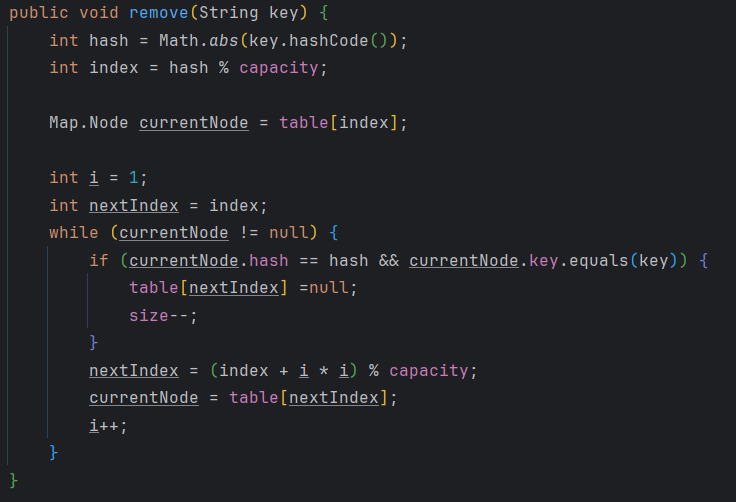 public void remove(String key) {
    int hash = Math.abs(key.hashCode());
    int index = hash % capacity;

    Map.Node currentNode = table[index];

    int i = 1;
    int nextIndex = index;
    while (currentNode != null) {
        if (currentNode.hash == hash && currentNode.key.equals(key)) {
            table[nextIndex] =null;
            size--;
        }
        nextIndex = (index + i * i) % capacity;
        currentNode = table[nextIndex];
        i++;
    }
}